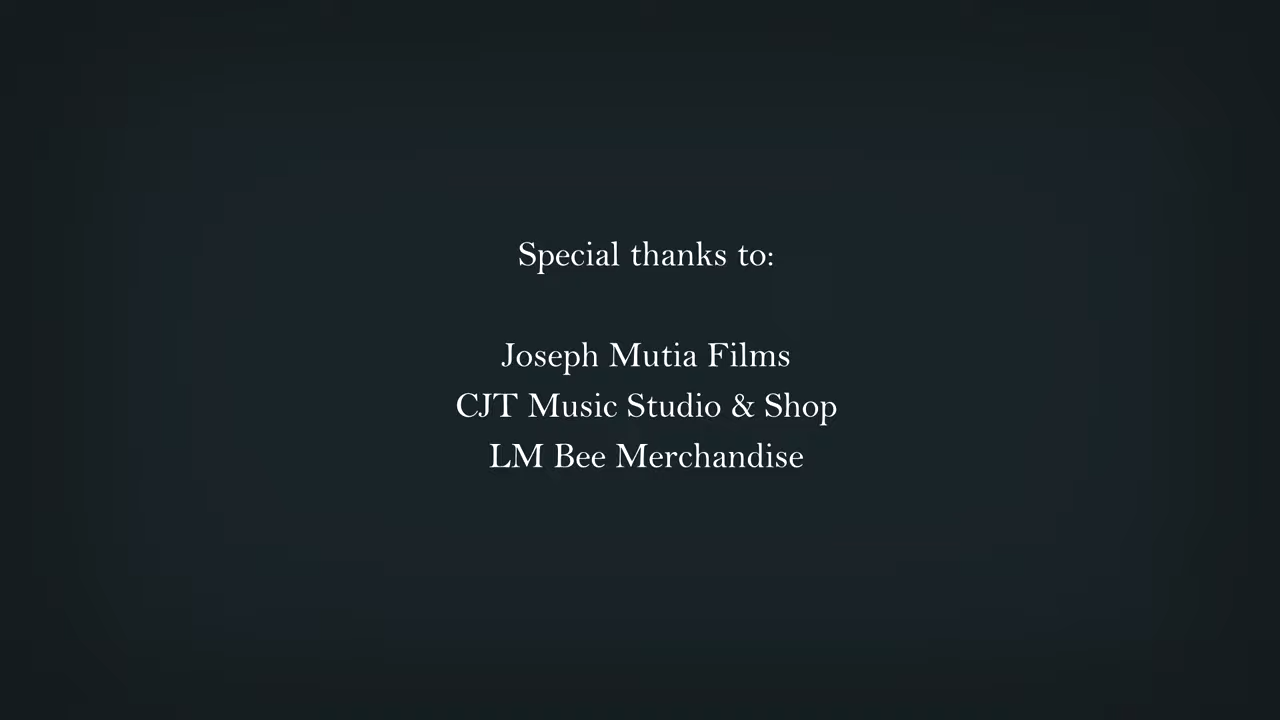 Special thanks to:
Joseph Mutia Films
CJT Music Studio & Shop
LM Bee Merchandise